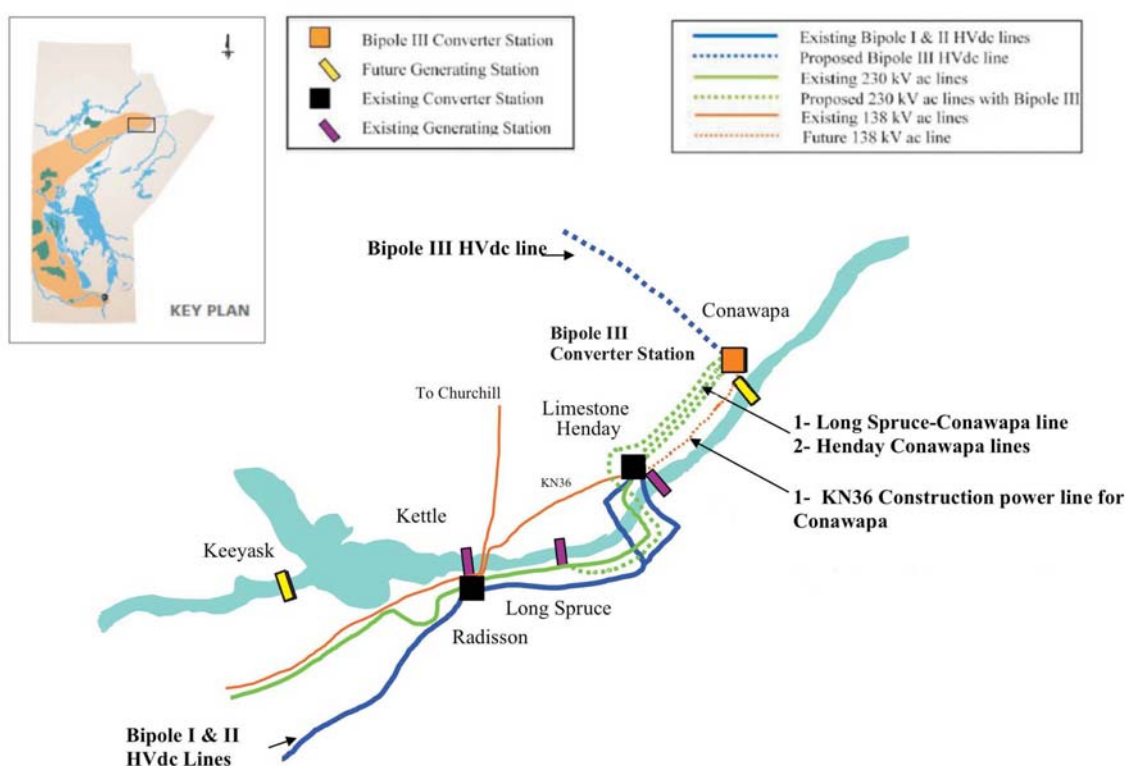 KEY PLAN
Bipole III Converter Station
Future Generating Station
Existing Converter Station
Existing Generating Station
Existing Bipole I & II HVdc lines
Proposed Bipole III HVdc line
Existing 230 kV ac lines
Proposed 230 kV ac lines with Bipole III
Existing 138 kV ac lines
Future 138 kV ac line
Bipole III HVdc line
Conawapa
Bipole III
Converter Station
To Churchill
Limestone
Henday
1- Long Spruce-Conawapa line
2- Henday Conawapa lines
KN36
1- KN36 Construction power line for
Conawapa
Kettle
Keeyask
Long Spruce
Radisson
Bipole I & II
HVdc Lines